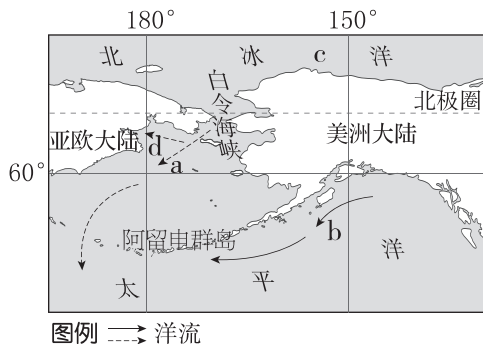 180° 150°
北 冰 c 洋
白令海峡
北极圈
亚欧大陆 d 美洲大陆
60° a
阿留申群岛 b 洋
太 平
图例 洋流